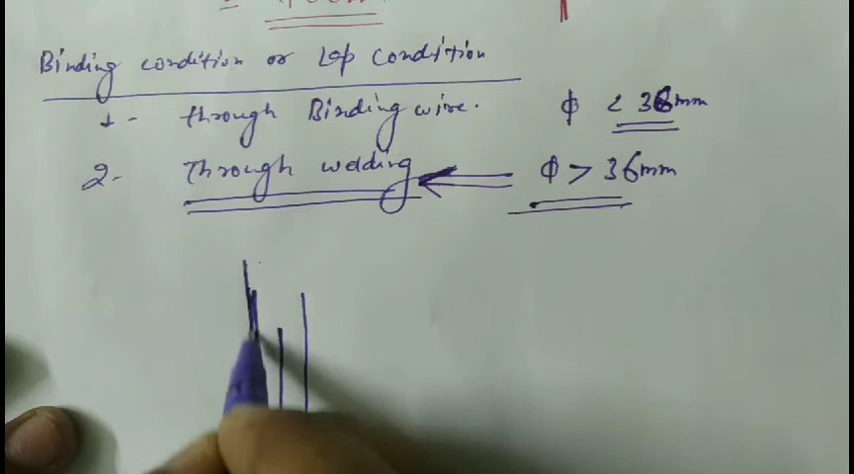 Binding condition or Lap condition
1- through Binding wire. ϕ < 36mm
2- Through welding ϕ > 36mm